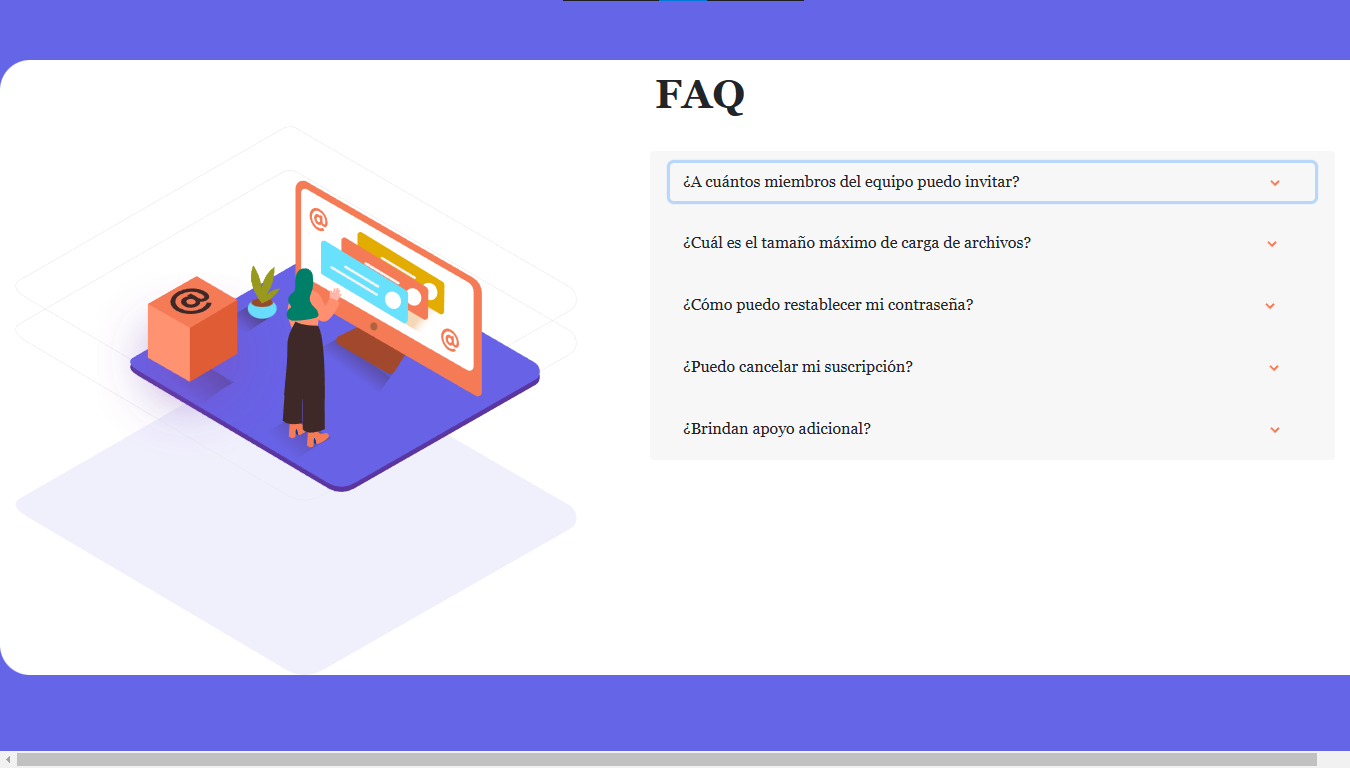 FAQ
¿A cuántos miembros del equipo puedo invitar?
¿Cuál es el tamaño máximo de carga de archivos?
¿Cómo puedo restablecer mi contraseña?
¿Puedo cancelar mi suscripción?
¿Brindan apoyo adicional?
@
@
@